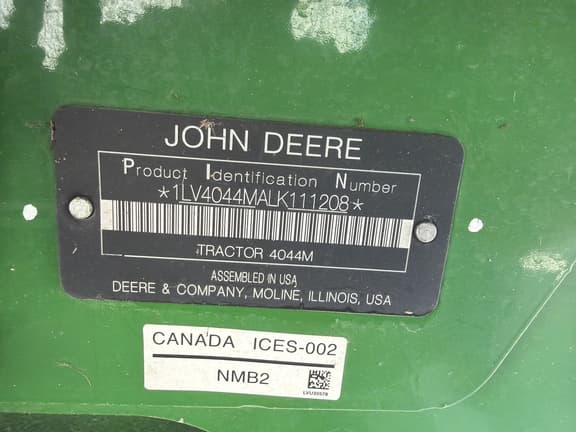 JOHN DEERE
Product Identification Number
*1LV4044MALK111208*
TRACTOR 4044M
ASSEMBLED IN USA
DEERE & COMPANY, MOLINE, ILLINOIS, USA
CANADA ICES-002
NMB2